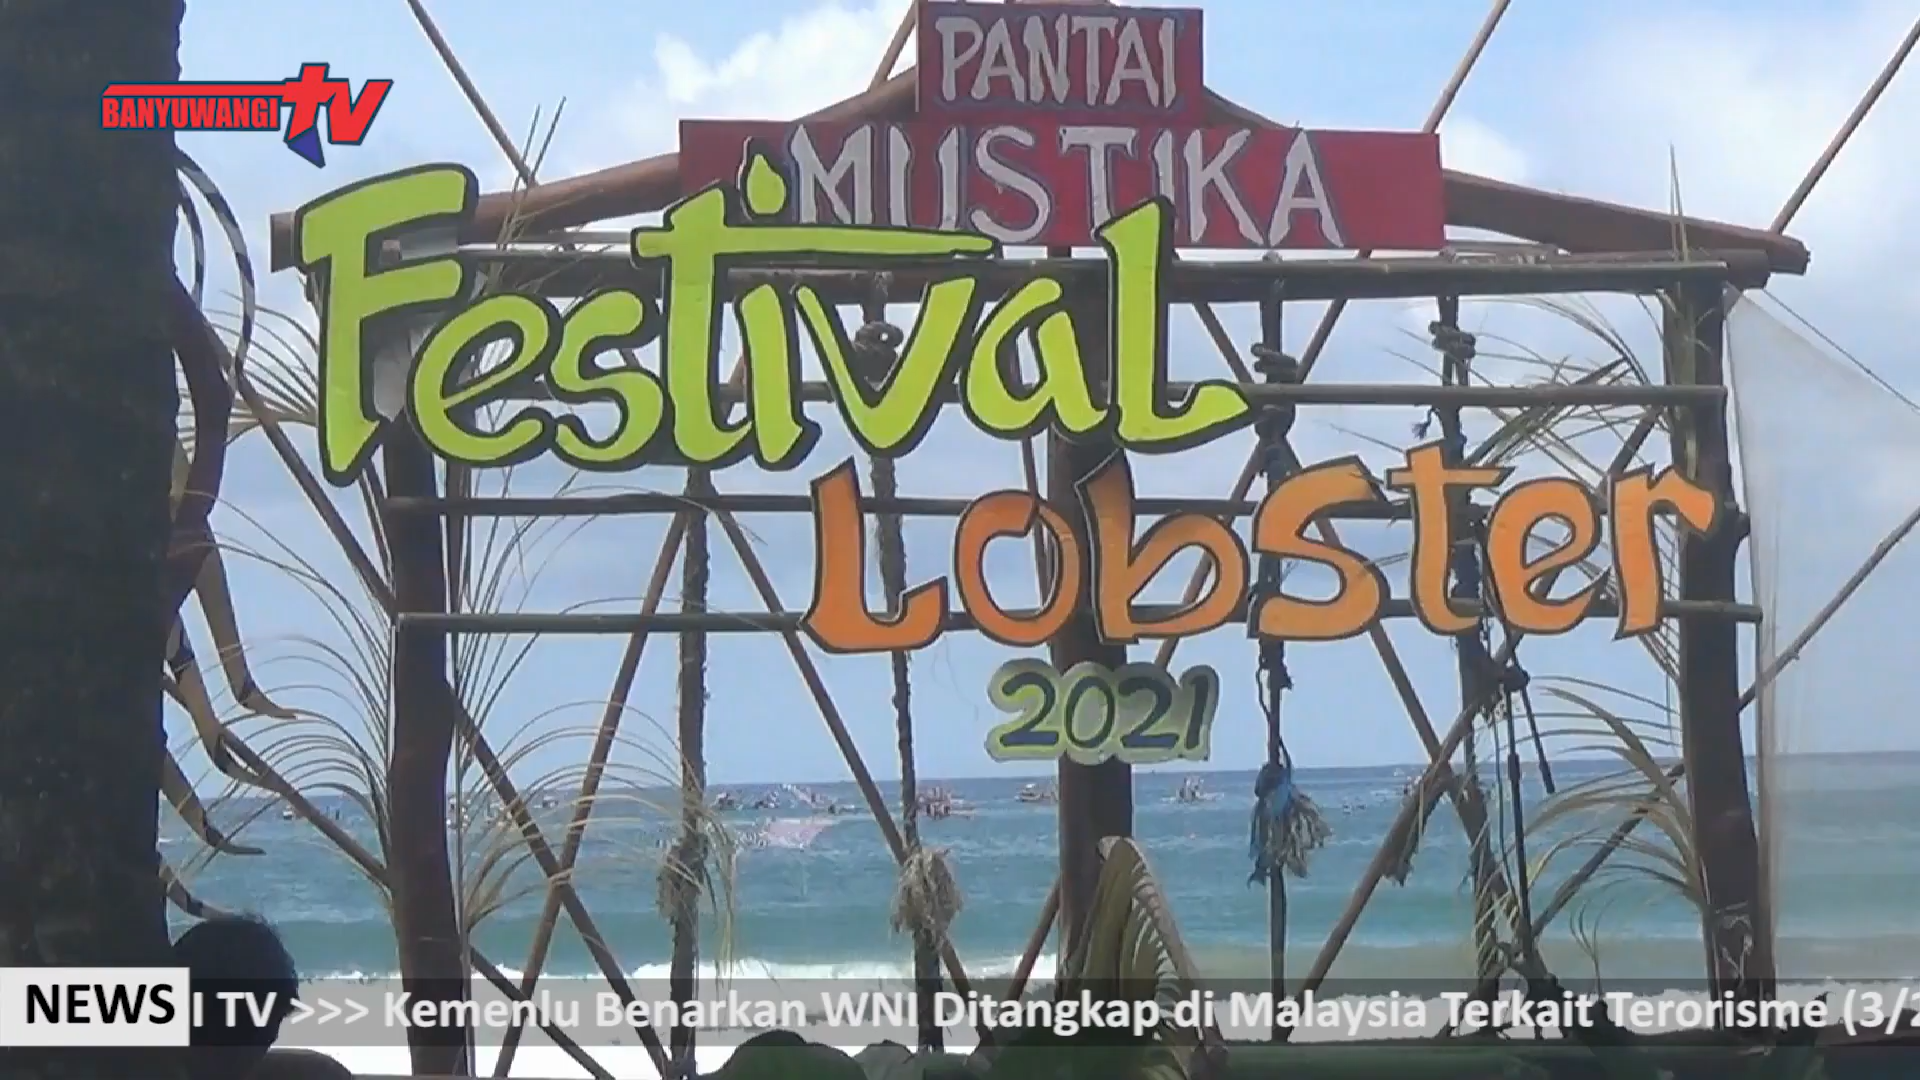 BANYUWANGI TV
PANTAI
MUSTIKA
Festival
Lobster
2021
NEWS
I TV >>> Kemenlu Benarkan WNI Ditangkap di Malaysia Terkait Terorisme (3/2